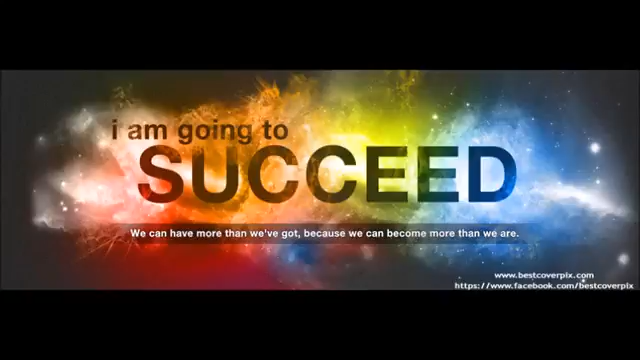 i am going to
SUCCEED
We can have more than we've got, because we can become more than we are.
www.bestcoverpix.com
https://www.facebook.com/bestcoverpix